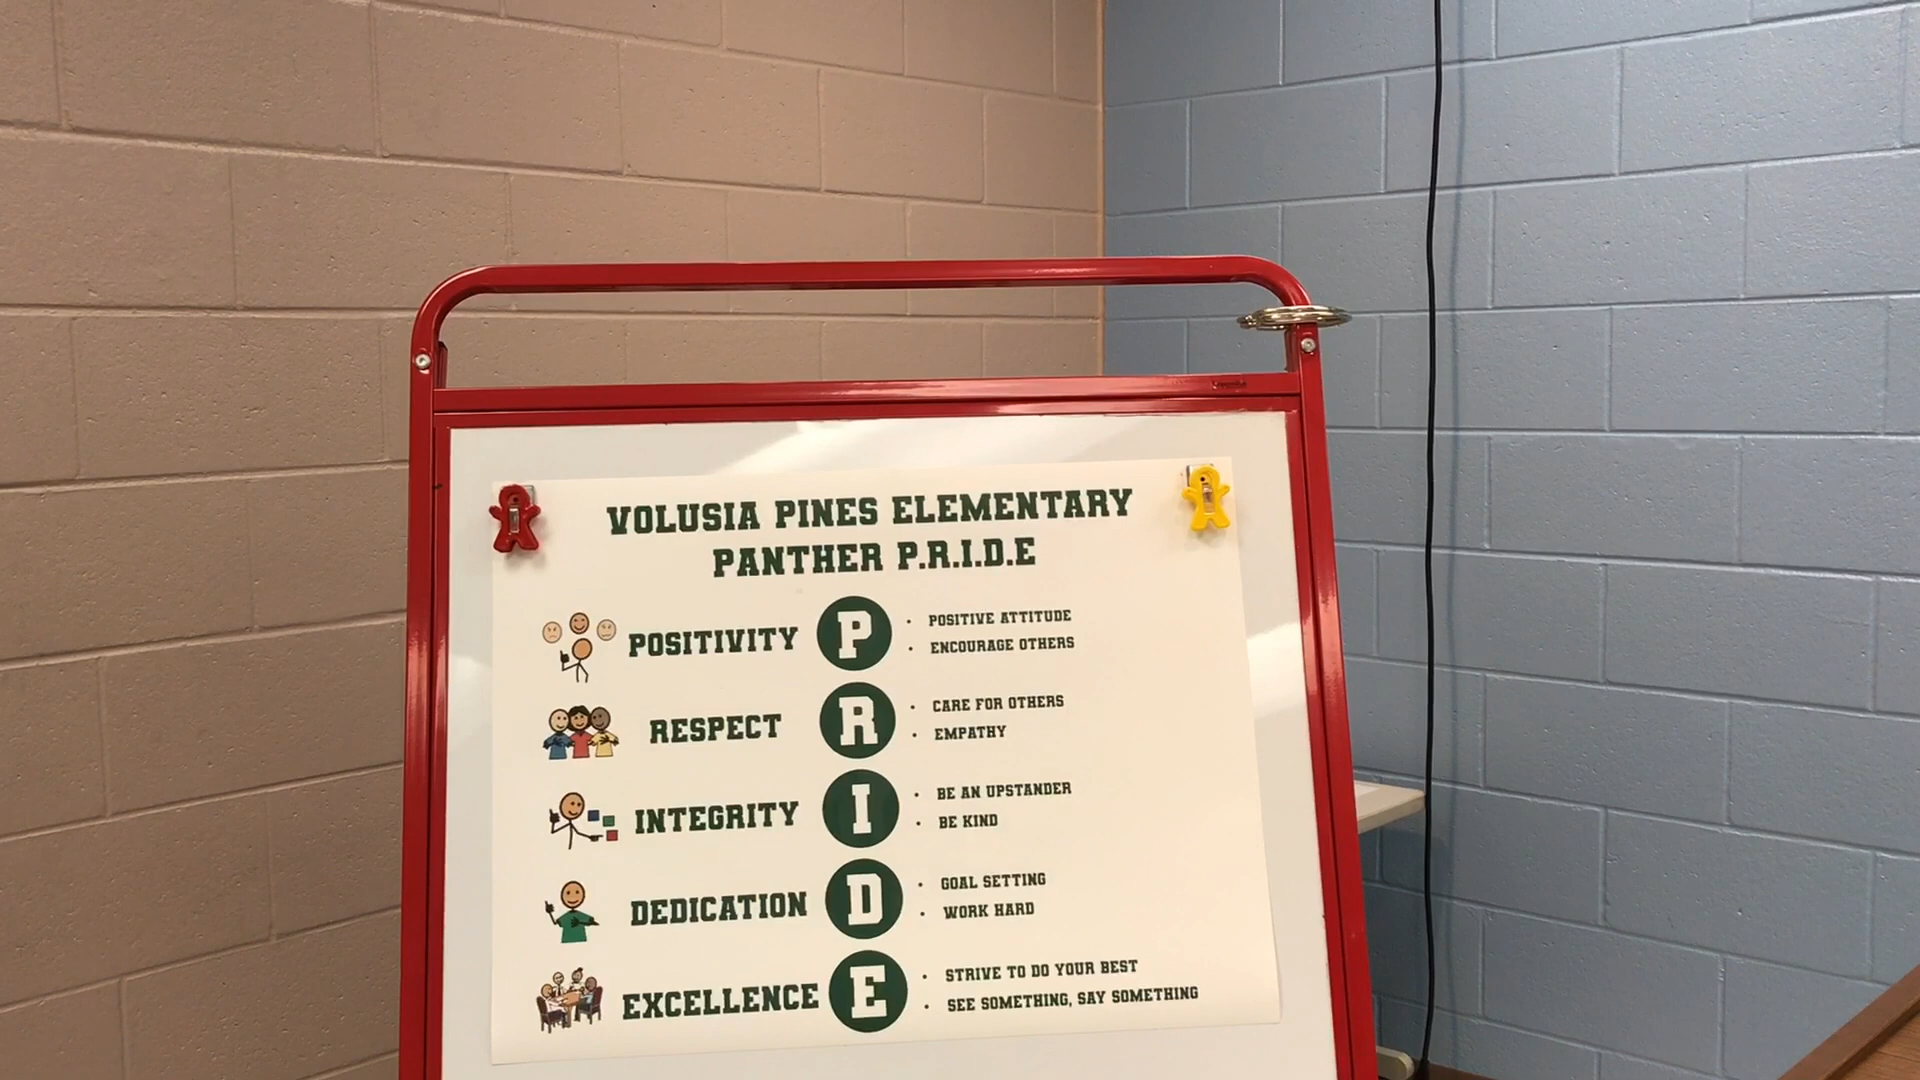 VOLUSIA PINES ELEMENTARY
PANTHER P.R.I.D.E
POSITIVITY P • POSITIVE ATTITUDE
• ENCOURAGE OTHERS
RESPECT R • CARE FOR OTHERS
• EMPATHY
INTEGRITY I • BE AN UPSTANDER
• BE KIND
DEDICATION D • GOAL SETTING
• WORK HARD
EXCELLENCE E • STRIVE TO DO YOUR BEST
• SEE SOMETHING, SAY SOMETHING